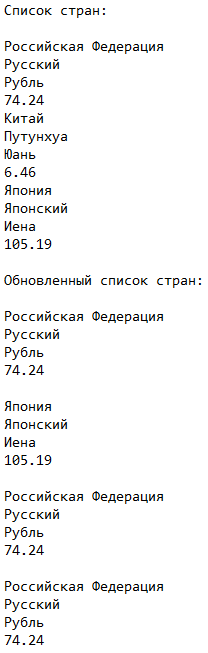 Список стран:
Российская Федерация
Русский
Рубль
74.24
Китай
Путунхуа
Юань
6.46
Япония
Японский
Иена
105.19
Обновленный список стран:
Российская Федерация
Русский
Рубль
74.24
Япония
Японский
Иена
105.19
Российская Федерация
Русский
Рубль
74.24
Российская Федерация
Русский
Рубль
74.24